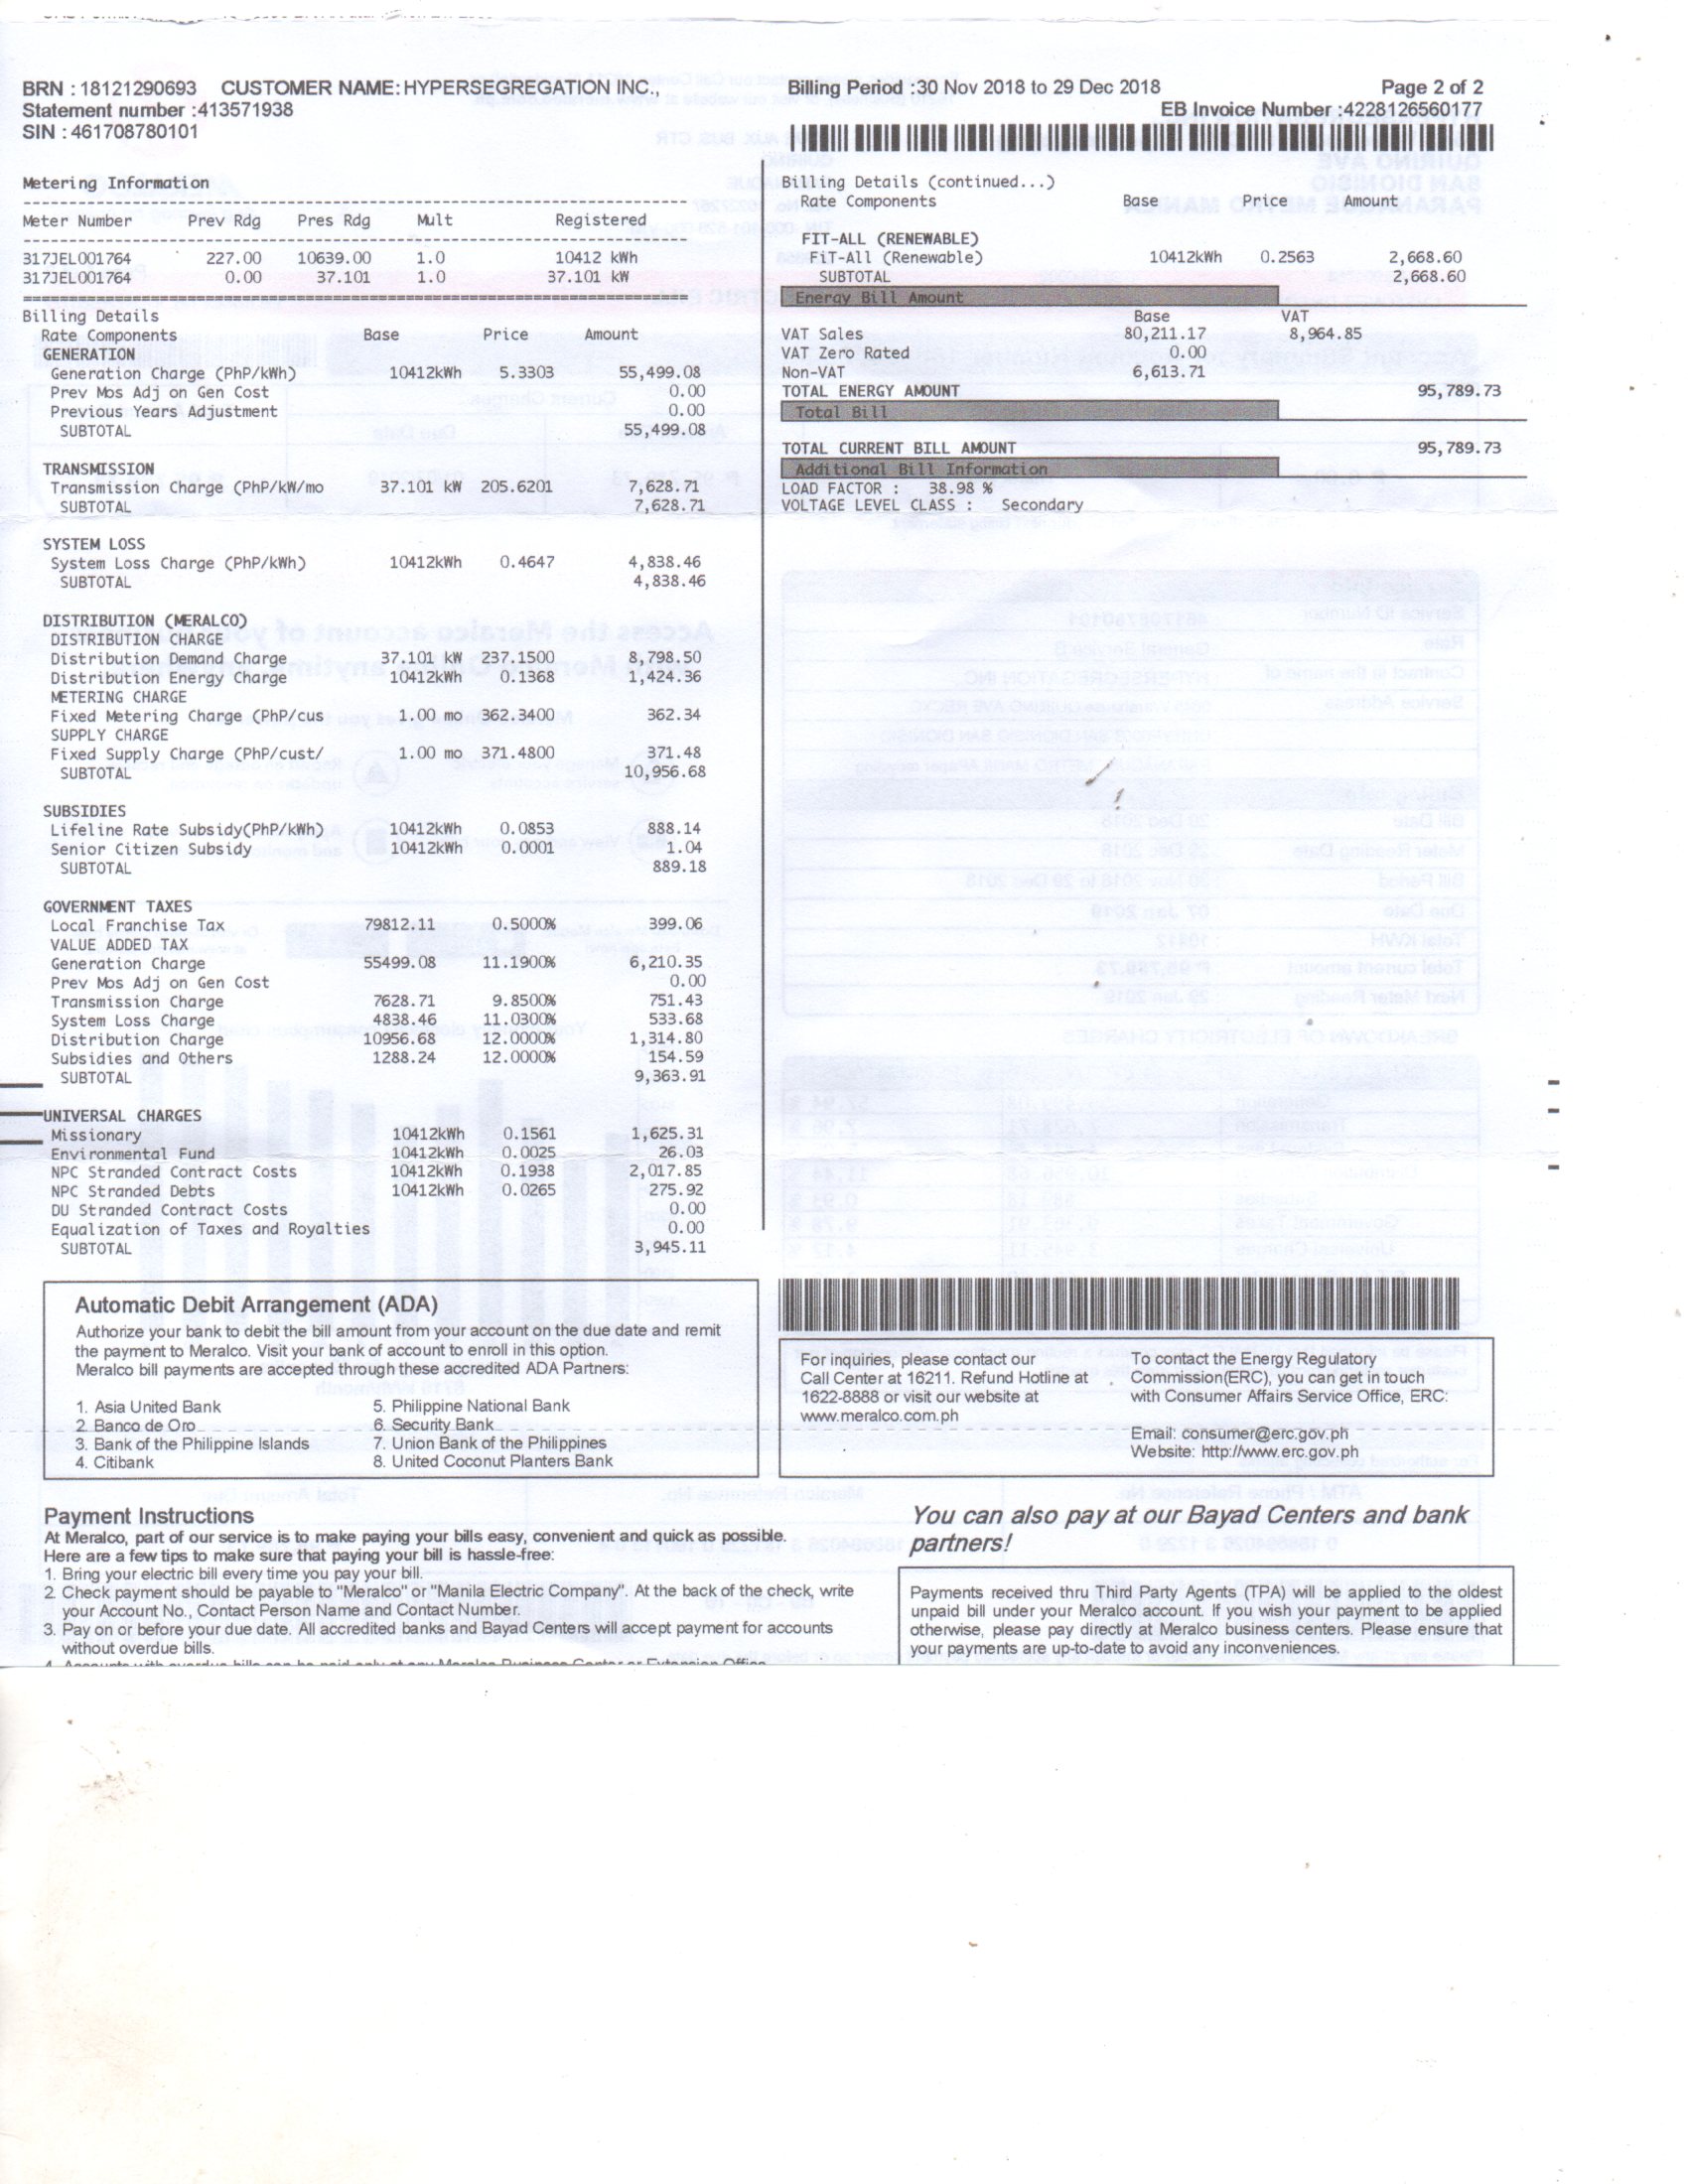 BRN : 18121290693 CUSTOMER NAME: HYPERSEGREGATION INC.,
Statement number :413571938
SIN : 461708780101
Billing Period :30 Nov 2018 to 29 Dec 2018 Page 2 of 2
EB Invoice Number :4228126560177
Metering Information
Meter Number Prev Rdg Pres Rdg Mult Registered
317JEL001764 227.00 10639.00 1.0 10412 kWh
317JEL001764 0.00 37.101 1.0 37.101 kW
Billing Details
Rate Components Base Price Amount
GENERATION
Generation Charge (PhP/kWh) 10412kWh 5.3303 55,499.08
Prev Mos Adj on Gen Cost 0.00
Previous Years Adjustment 0.00
SUBTOTAL 55,499.08
TRANSMISSION
Transmission Charge (PhP/kW/mo 37.101 kW 205.6201 7,628.71
SUBTOTAL 7,628.71
SYSTEM LOSS
System Loss Charge (PhP/kWh) 10412kWh 0.4647 4,838.46
SUBTOTAL 4,838.46
DISTRIBUTION (MERALCO)
DISTRIBUTION CHARGE
Distribution Demand Charge 37.101 kW 237.1500 8,798.50
Distribution Energy Charge 10412kWh 0.1368 1,424.36
METERING CHARGE
Fixed Metering Charge (PhP/cus 1.00 mo 362.3400 362.34
SUPPLY CHARGE
Fixed Supply Charge (PhP/cust/ 1.00 mo 371.4800 371.48
SUBTOTAL 10,956.68
SUBSIDIES
Lifeline Rate Subsidy(PhP/kWh) 10412kWh 0.0853 888.14
Senior Citizen Subsidy 10412kWh 0.0001 1.04
SUBTOTAL 889.18
GOVERNMENT TAXES
Local Franchise Tax 79812.11 0.5000% 399.06
VALUE ADDED TAX
Generation Charge 55499.08 11.1900% 6,210.35
Prev Mos Adj on Gen Cost 0.00
Transmission Charge 7628.71 9.8500% 751.43
System Loss Charge 4838.46 11.0300% 533.68
Distribution Charge 10956.68 12.0000% 1,314.80
Subsidies and Others 1288.24 12.0000% 154.59
SUBTOTAL 9,363.91
UNIVERSAL CHARGES
Missionary 10412kWh 0.1561 1,625.31
Environmental Fund 10412kWh 0.0025 26.03
NPC Stranded Contract Costs 10412kWh 0.1938 2,017.85
NPC Stranded Debts 10412kWh 0.0265 275.92
DU Stranded Contract Costs 0.00
Equalization of Taxes and Royalties 0.00
SUBTOTAL 3,945.11
Billing Details (continued...)
Rate Components Base Price Amount
FIT-ALL (RENEWABLE)
FiT-All (Renewable) 10412kWh 0.2563 2,668.60
SUBTOTAL 2,668.60
Energy Bill Amount
Base VAT
VAT Sales 80,211.17 8,964.85
VAT Zero Rated 0.00
Non-VAT 6,613.71
TOTAL ENERGY AMOUNT 95,789.73
Total Bill
TOTAL CURRENT BILL AMOUNT 95,789.73
Additional Bill Information
LOAD FACTOR : 38.98 %
VOLTAGE LEVEL CLASS : Secondary
Automatic Debit Arrangement (ADA)
Authorize your bank to debit the bill amount from your account on the due date and remit
the payment to Meralco. Visit your bank of account to enroll in this option.
Meralco bill payments are accepted through these accredited ADA Partners:
1. Asia United Bank 5. Philippine National Bank
2. Banco de Oro 6. Security Bank
3. Bank of the Philippine Islands 7. Union Bank of the Philippines
4. Citibank 8. United Coconut Planters Bank
For inquiries, please contact our
Call Center at 16211. Refund Hotline at
1622-8888 or visit our website at
www.meralco.com.ph
To contact the Energy Regulatory
Commission(ERC), you can get in touch
with Consumer Affairs Service Office, ERC:
Email: consumer@erc.gov.ph
Website: http://www.erc.gov.ph
Payment Instructions
At Meralco, part of our service is to make paying your bills easy, convenient and quick as possible.
Here are a few tips to make sure that paying your bill is hassle-free:
1. Bring your electric bill every time you pay your bill.
2. Check payment should be payable to "Meralco" or "Manila Electric Company". At the back of the check, write
your Account No., Contact Person Name and Contact Number.
3. Pay on or before your due date. All accredited banks and Bayad Centers will accept payment for accounts
without overdue bills.
4. Accounts with overdue bills can be paid only at any Meralco Business Center or Extension Office
You can also pay at our Bayad Centers and bank
partners!
Payments received thru Third Party Agents (TPA) will be applied to the oldest
unpaid bill under your Meralco account. If you wish your payment to be applied
otherwise, please pay directly at Meralco business centers. Please ensure that
your payments are up-to-date to avoid any inconveniences.